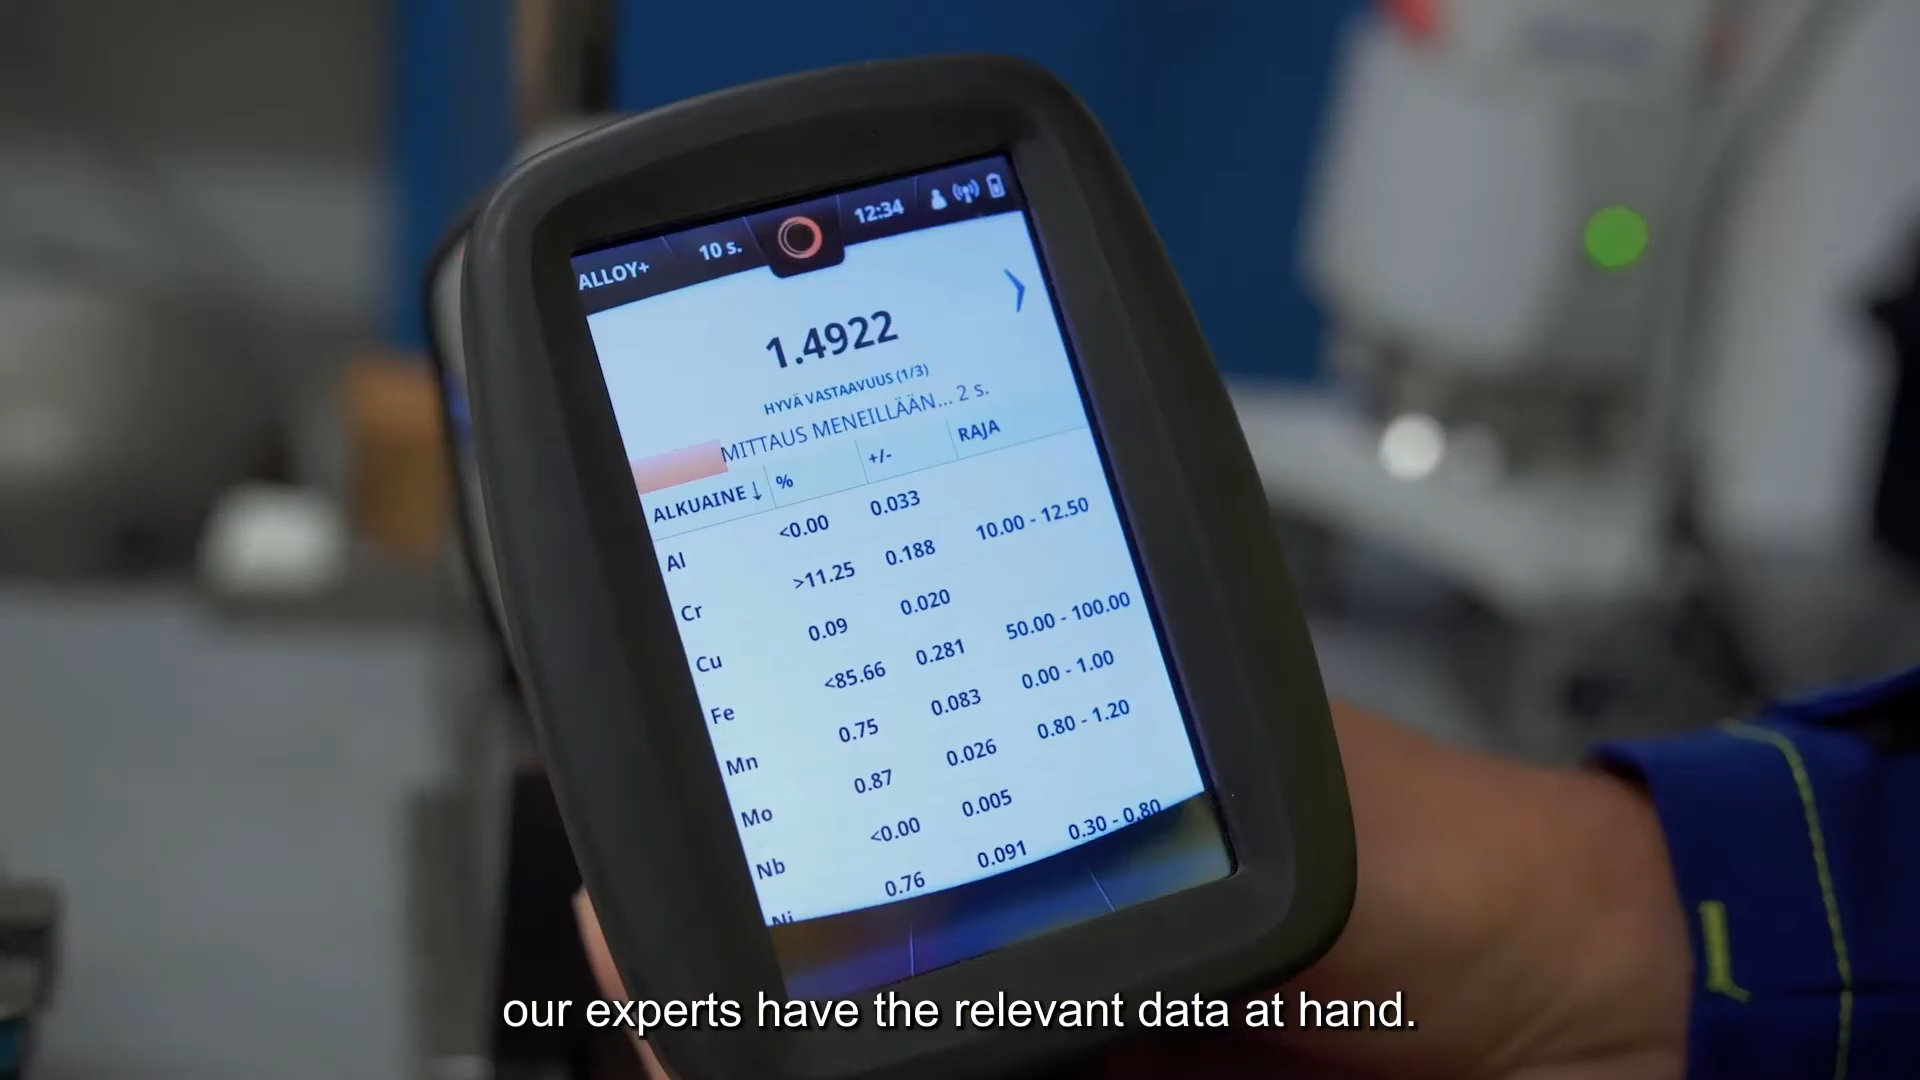 ALLOY+ 10 s. 12:34
1.4922
HYVÄ VASTAAVUUS (1/3)
MITTAUS MENEILLÄÄN... 2 s.
ALKUAINE ↓ % +/- RAJA
Al <0.00 0.033
Cr >11.25 0.188 10.00 - 12.50
Cu 0.09 0.020
Fe <85.66 0.281 50.00 - 100.00
Mn 0.75 0.083 0.00 - 1.00
Mo 0.87 0.026 0.80 - 1.20
Nb <0.00 0.005
Ni 0.76 0.091 0.30 - 0.80
our experts have the relevant data at hand.